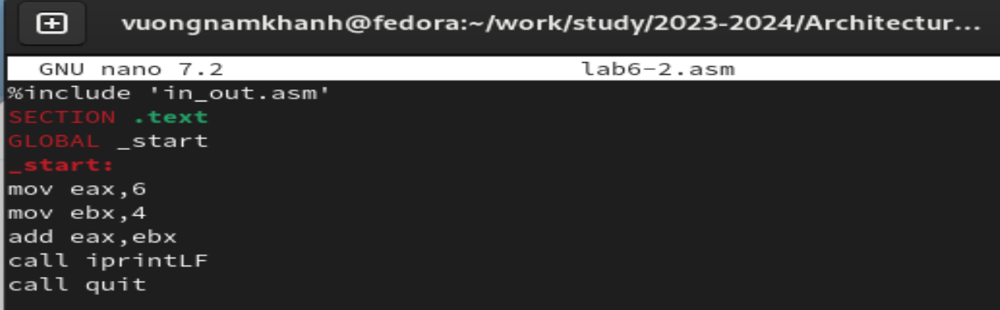 vuongnamkhanh@fedora:~/work/study/2023-2024/Architectur...
GNU nano 7.2 lab6-2.asm
%include 'in_out.asm'
SECTION .text
GLOBAL _start
_start:
mov eax,6
mov ebx,4
add eax,ebx
call iprintLF
call quit